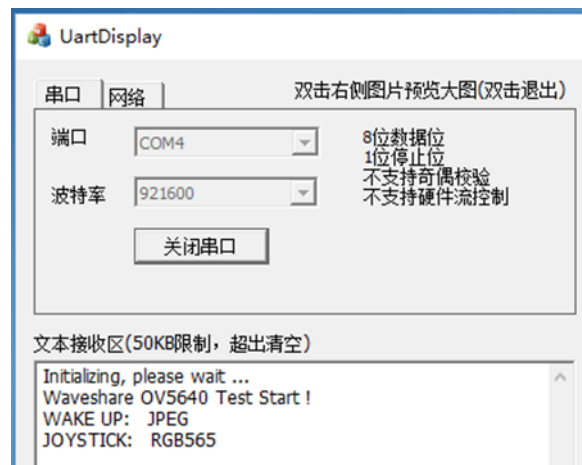 UartDisplay
串口 网络 双击右侧图片预览大图(双击退出)
端口 COM4 8位数据位
1位停止位
波特率 921600 不支持奇偶校验
不支持硬件流控制
关闭串口
文本接收区(50KB限制，超出清空)
Initializing, please wait ...
Waveshare OV5640 Test Start !
WAKE UP: JPEG
JOYSTICK: RGB565